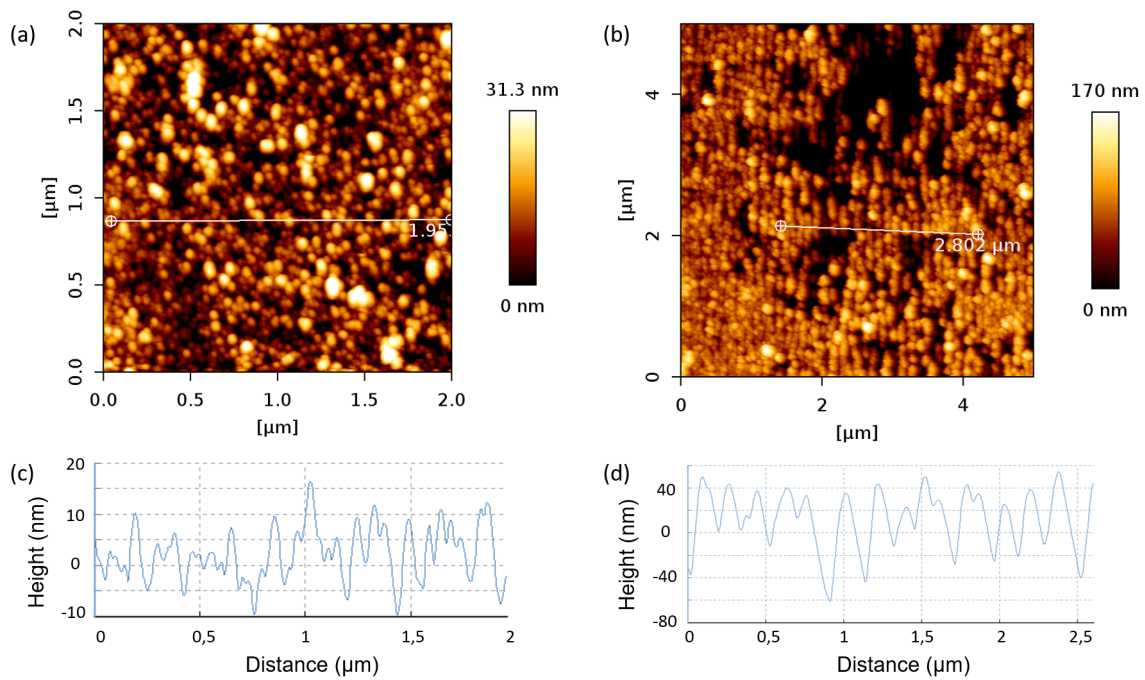 (a)
2.0
1.5
1.0
0.5
0.0
[µm]
0.0 0.5 1.0 1.5 2.0
[µm]
1.95
31.3 nm
0 nm
(b)
4
2
0
[µm]
0 2 4
[µm]
2.802 µm
170 nm
0 nm
(c)
20
10
0
-10
Height (nm)
0 0,5 1 1,5 2
Distance (µm)
(d)
40
0
-40
-80
Height (nm)
0 0,5 1 1,5 2 2,5
Distance (µm)